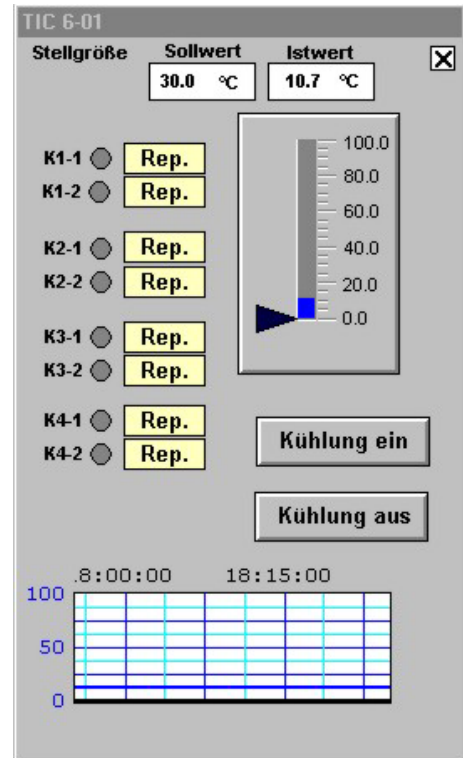 TIC 6-01
Stellgröße Sollwert Istwert
30.0 °C 10.7 °C
K1-1 Rep.
K1-2 Rep.
K2-1 Rep.
K2-2 Rep.
K3-1 Rep.
K3-2 Rep.
K4-1 Rep.
K4-2 Rep.
100.0
80.0
60.0
40.0
20.0
0.0
Kühlung ein
Kühlung aus
.8:00:00 18:15:00
100
50
0